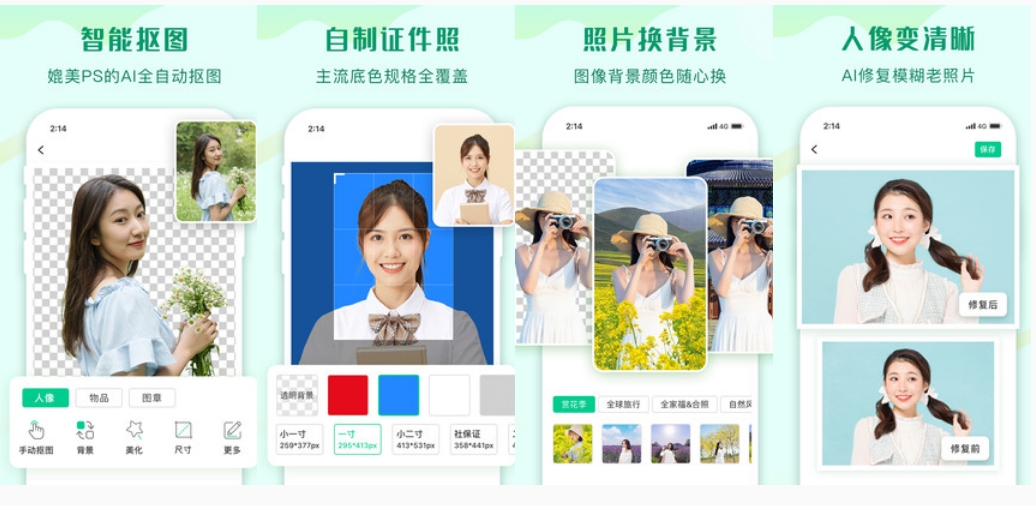 智能抠图
媲美PS的AI全自动抠图
2:14
人像
物品
图章
手动抠图
背景
美化
尺寸
更多
自制证件照
主流底色规格全覆盖
2:14
透明背景
小一寸
259*377px
一寸
295*413px
小二寸
413*531px
社保证
358*441px
照片换背景
图像背景颜色随心换
2:14
4G
赏花季
全球旅行
全家福&合照
自然风
人像变清晰
AI修复模糊老照片
2:14
4G
保存
修复后
修复前